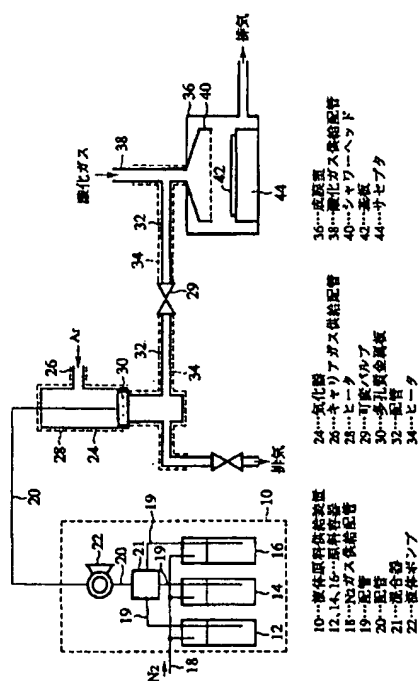 排気
酸化ガス
38
36
40
32
42
34
44
29
Ar
26
30
28
24
32
34
排気
20
10
22
20
19
21
19
19
16
14
12
N2
18
10…液体原料供給装置
12,14,16…原料容器
18…N2ガス供給配管
19…配管
20…配管
21…混合器
22…液体ポンプ
24…気化器
26…キャリアガス供給配管
28…ヒータ
29…可変バルブ
30…多孔質金属板
32…配管
34…ヒータ
36…成膜室
38…酸化ガス供給配管
40…シャワーヘッド
42…基板
44…サセプタ